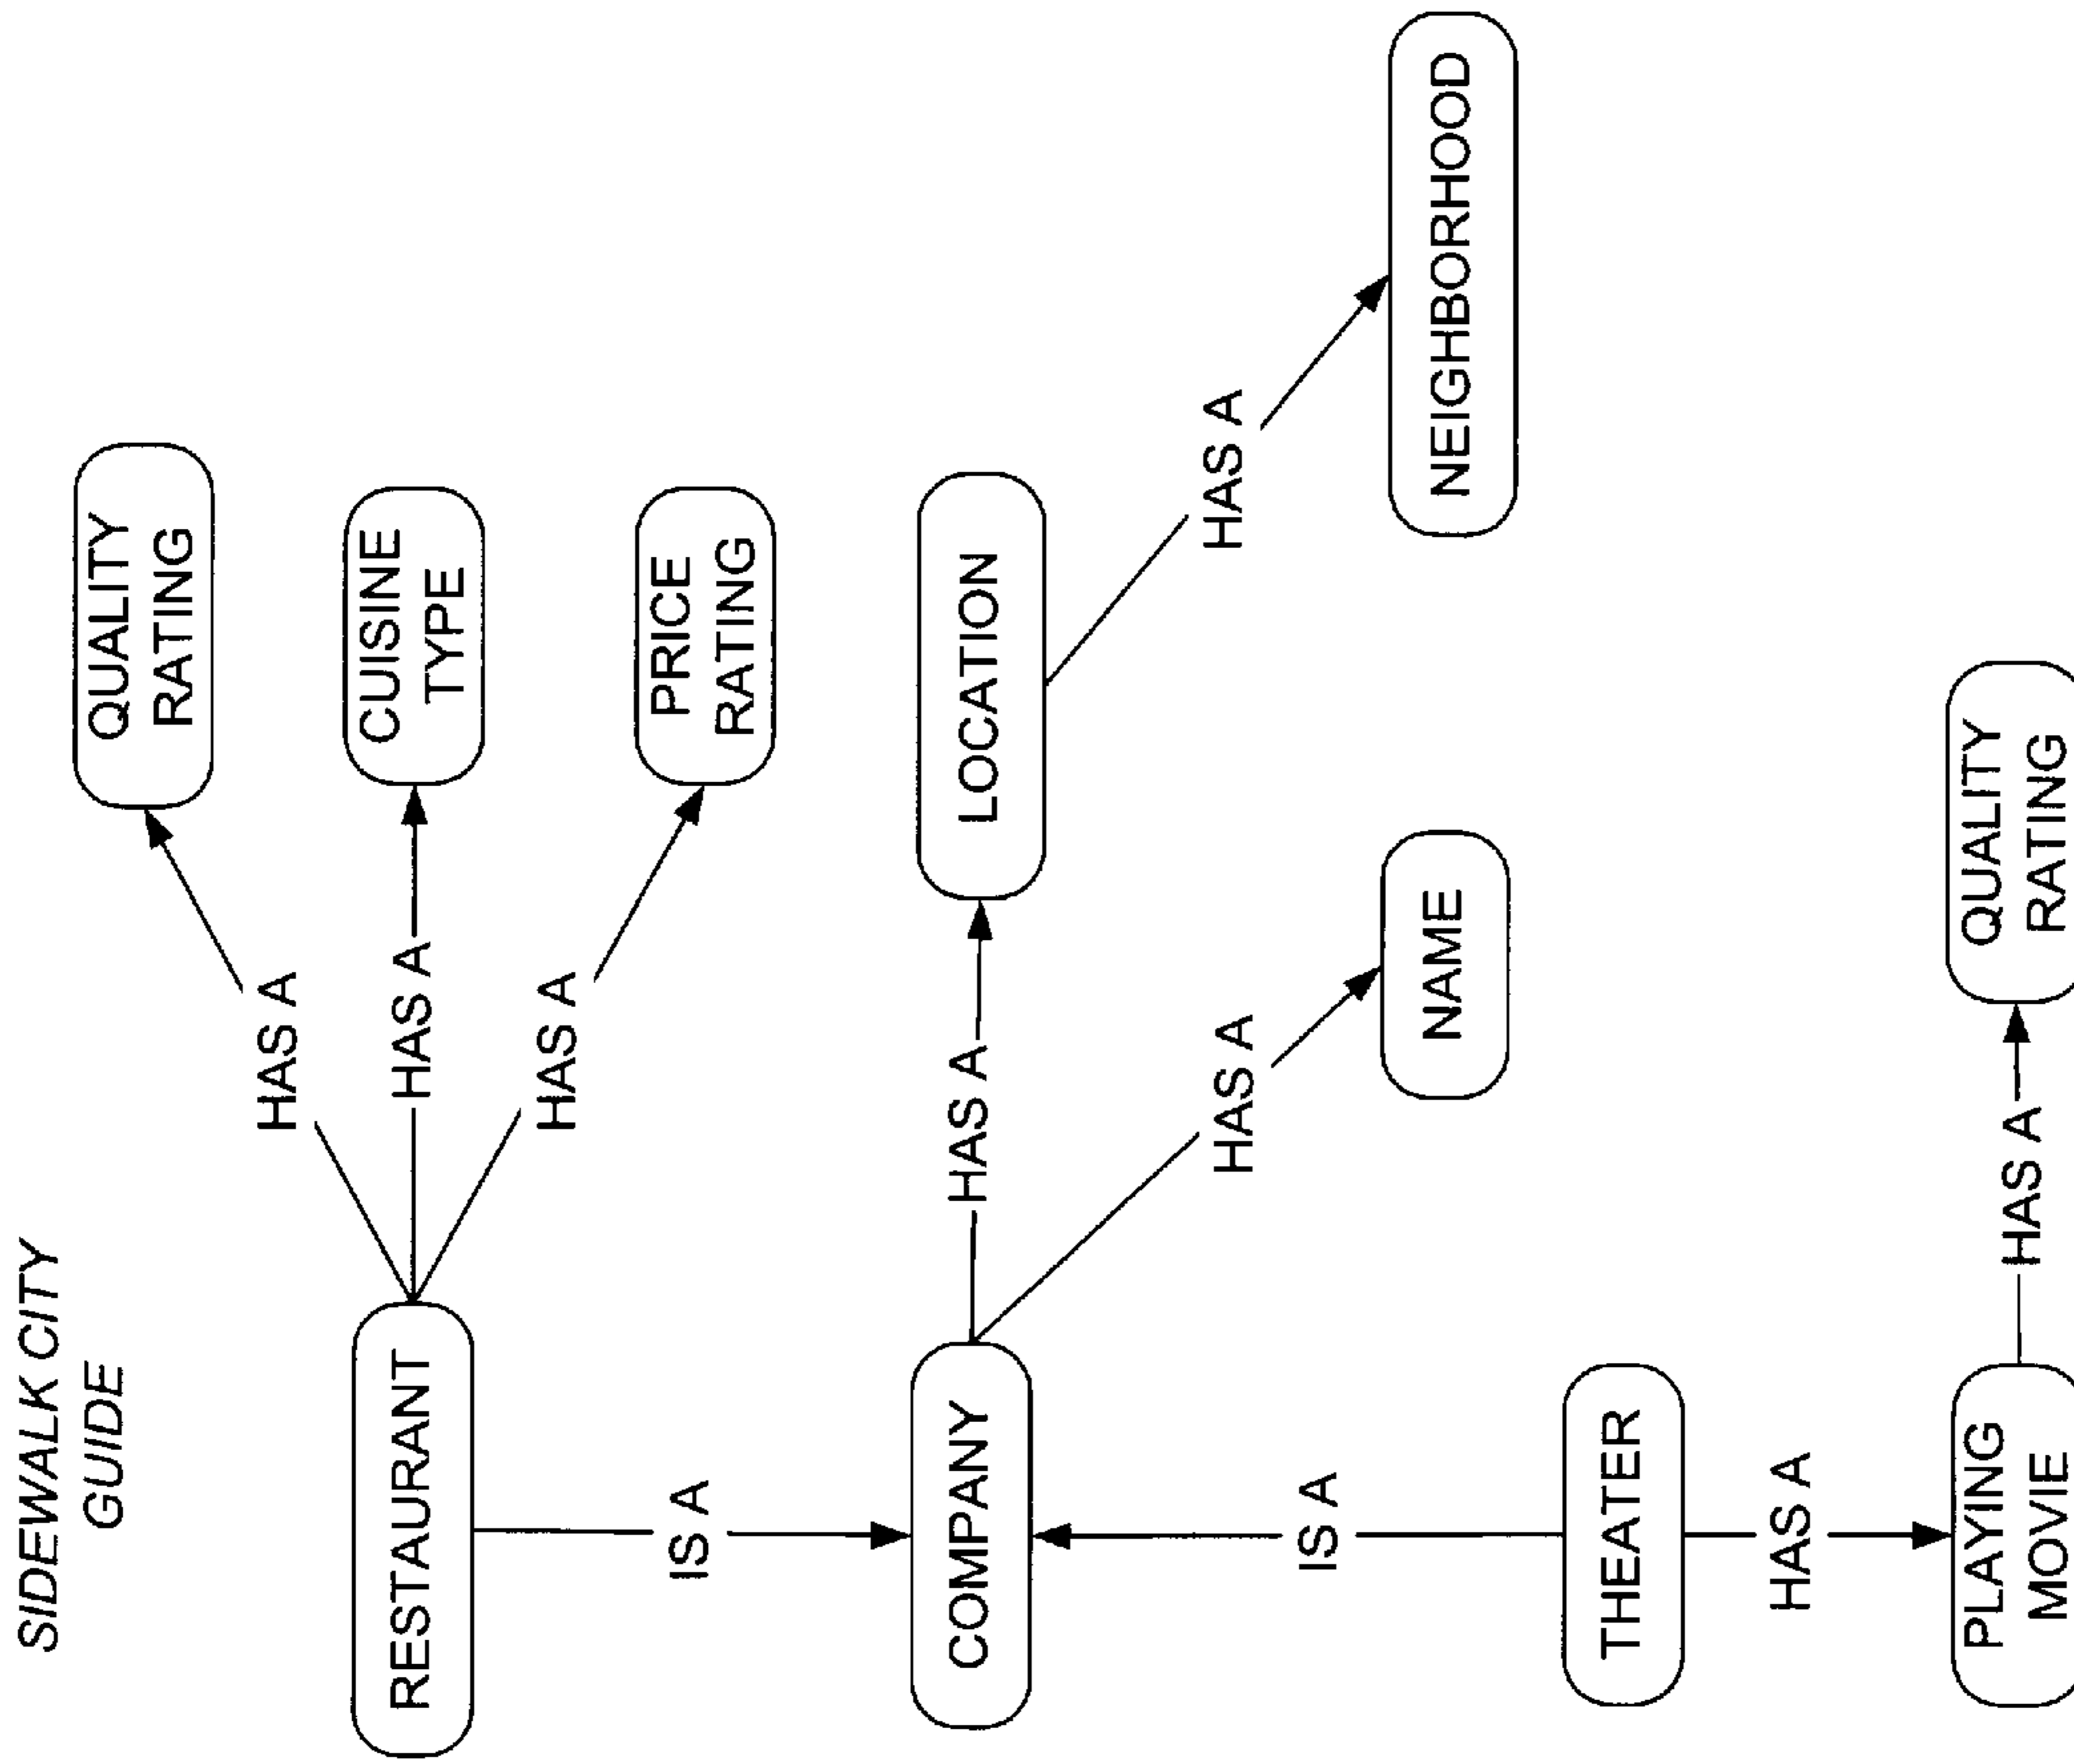 SIDEWALK CITY
GUIDE
QUALITY
RATING
HAS A
RESTAURANT
HAS A
CUISINE
TYPE
HAS A
PRICE
RATING
IS A
COMPANY
HAS A
LOCATION
HAS A
HAS A
IS A
NAME
NEIGHBORHOOD
THEATER
HAS A
PLAYING
MOVIE
HAS A
QUALITY
RATING